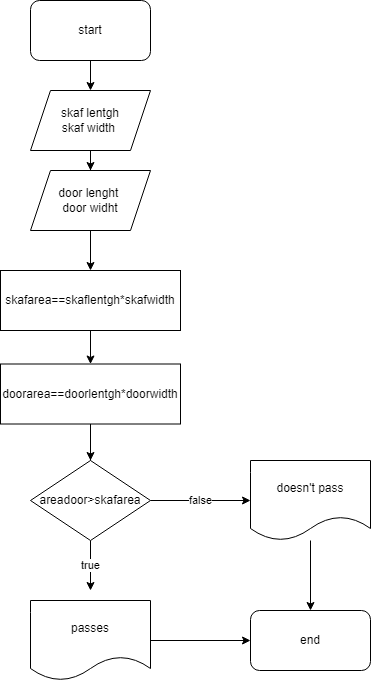 start
skaf lentgh
skaf width
door lenght
door widht
skafarea==skaflentgh*skafwidth
doorarea==doorlentgh*doorwidth
areadoor>skafarea
false
doesn't pass
true
passes
end